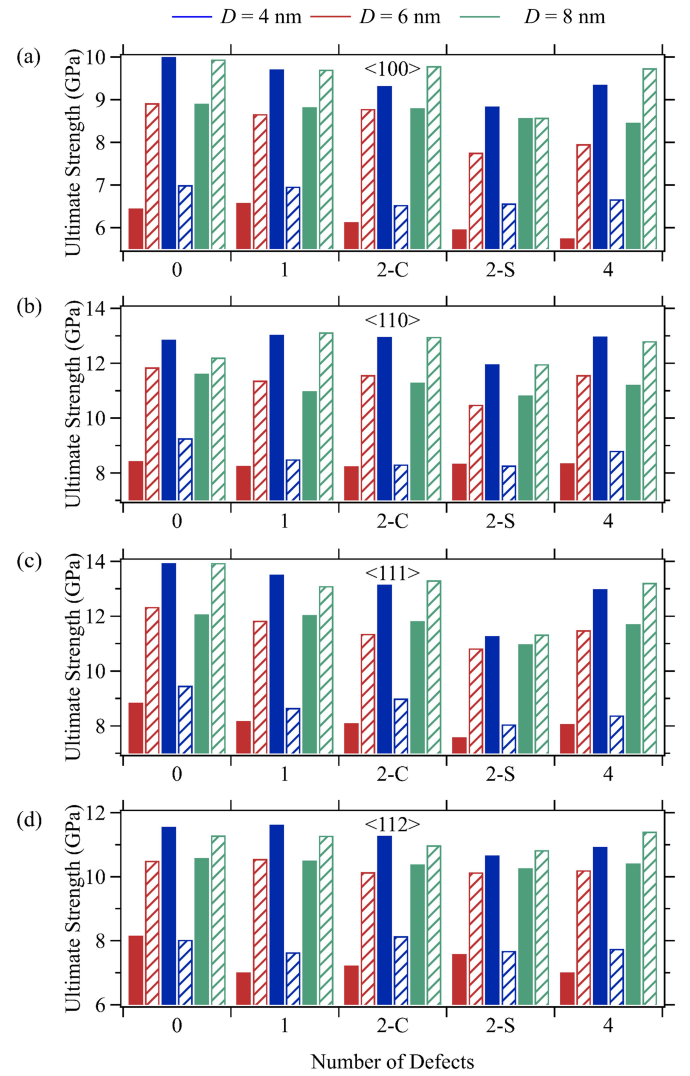 D = 4 nm D = 6 nm D = 8 nm
(a)
<100>
Ultimate Strength (GPa)
10
9
8
7
6
0 1 2-C 2-S 4
(b)
<110>
Ultimate Strength (GPa)
14
12
10
8
0 1 2-C 2-S 4
(c)
<111>
Ultimate Strength (GPa)
14
12
10
8
0 1 2-C 2-S 4
(d)
<112>
Ultimate Strength (GPa)
12
10
8
6
0 1 2-C 2-S 4
Number of Defects